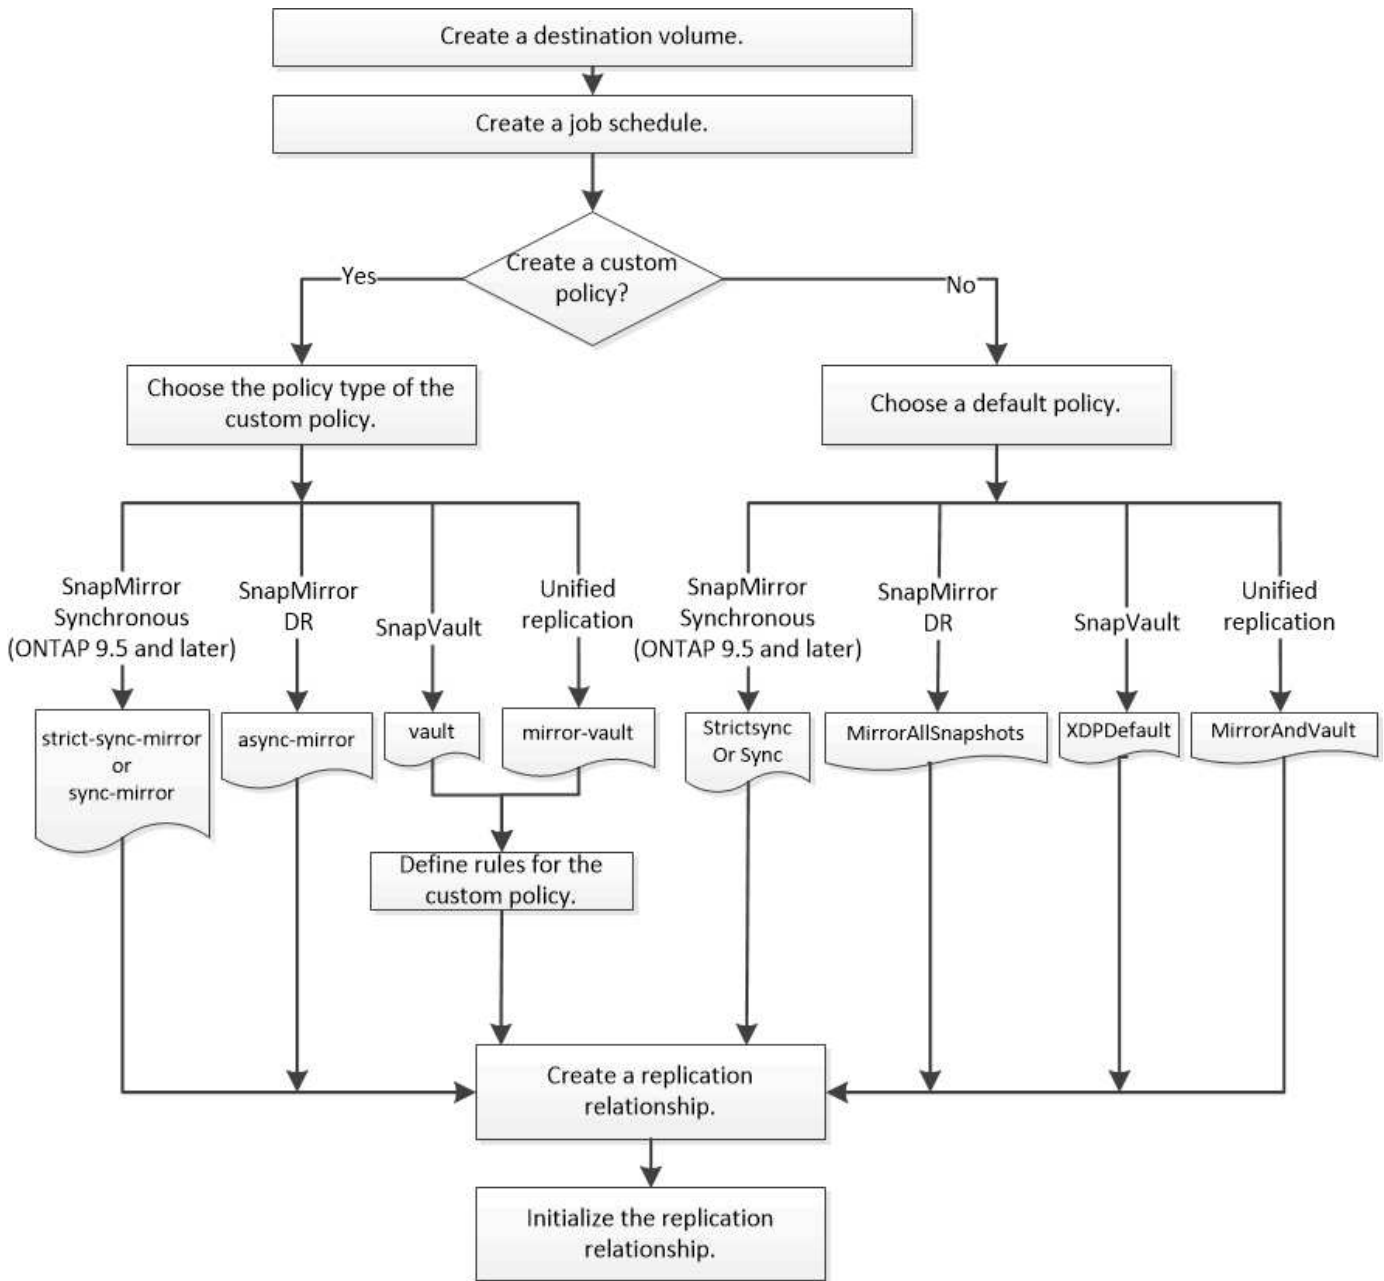 Create a destination volume.
Create a job schedule.
Create a custom
policy?
Yes
No
Choose the policy type of the
custom policy.
Choose a default policy.
SnapMirror
Synchronous
(ONTAP 9.5 and later)
SnapMirror
DR
SnapVault
Unified
replication
SnapMirror
Synchronous
(ONTAP 9.5 and later)
SnapMirror
DR
SnapVault
Unified
replication
strict-sync-mirror
or
sync-mirror
async-mirror
vault
mirror-vault
Strictsync
Or Sync
MirrorAllSnapshots
XDPDefault
MirrorAndVault
Define rules for the
custom policy.
Create a replication
relationship.
Initialize the replication
relationship.